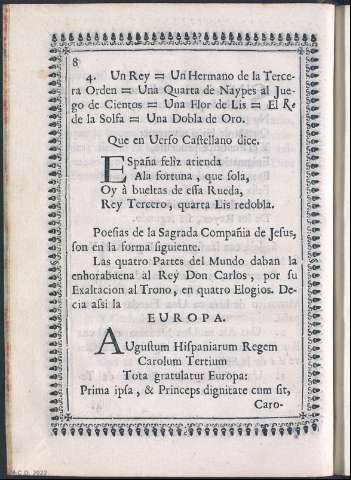 8
4. Un Rey = Un Hermano de la Terce-
ra Orden = Una Quarta de Naypes al Jue-
go de Cientos = Una Flor de Lis = El Re
de la Solfa = Una Dobla de Oro.
Que en Verso Castellano dice.
España feliz atienda
Ala fortuna, que sola,
Oy à bueltas de essa Rueda,
Rey Tercero, quarta Lis redobla.
Poesias de la Sagrada Compañia de Jesus,
son en la forma siguiente.
Las quatro Partes del Mundo daban la
enhorabuena al Rey Don Carlos, por su
Exaltacion al Trono, en quatro Elogios. De-
cia assi la
EUROPA.
AUgustum Hispaniarum Regem
Carolum Tertium
Tota gratulatur Europa:
Prima ipsa, & Princeps dignitate cum sit,
Caro-